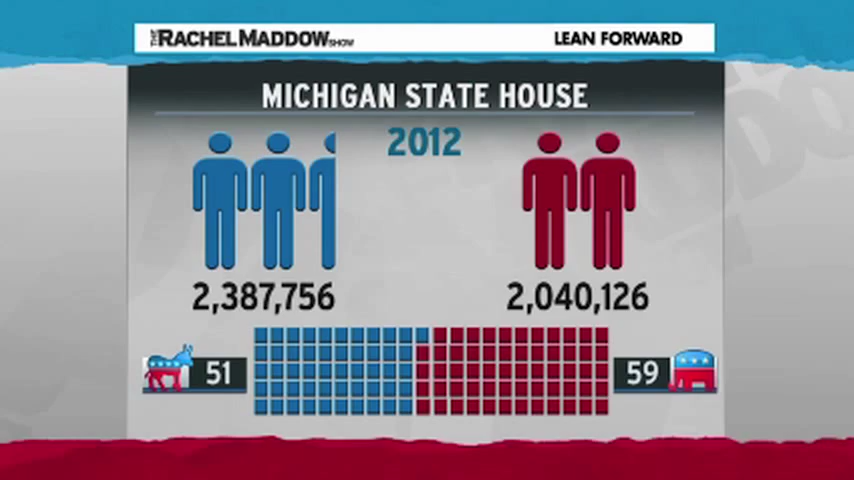 THE RACHEL MADDOW SHOW
LEAN FORWARD
MICHIGAN STATE HOUSE
2012
2,387,756
2,040,126
51
59